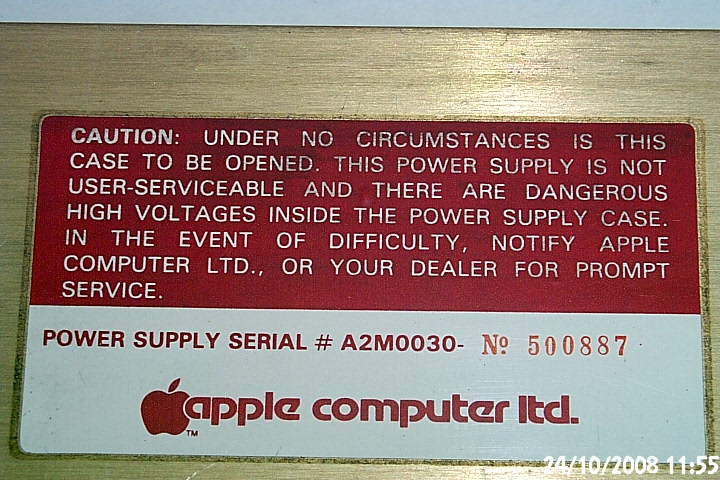 CAUTION: UNDER NO CIRCUMSTANCES IS THIS
CASE TO BE OPENED. THIS POWER SUPPLY IS NOT
USER-SERVICEABLE AND THERE ARE DANGEROUS
HIGH VOLTAGES INSIDE THE POWER SUPPLY CASE.
IN THE EVENT OF DIFFICULTY, NOTIFY APPLE
COMPUTER LTD., OR YOUR DEALER FOR PROMPT
SERVICE.
POWER SUPPLY SERIAL # A2M0030- Nº 500887
apple computer ltd.
TM
24/10/2008 11:55